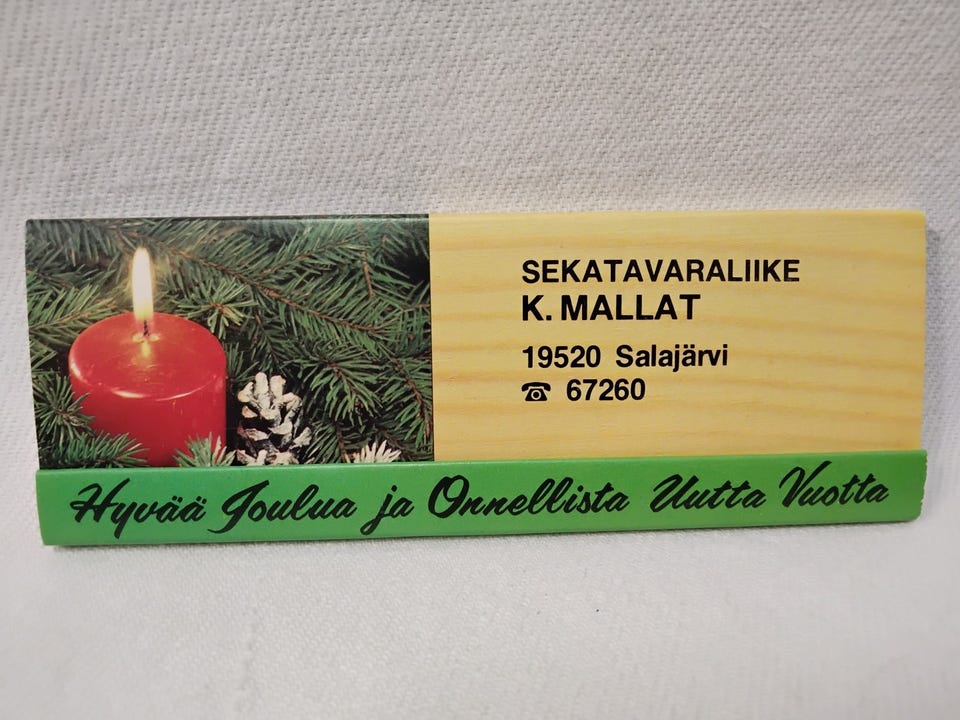 SEKATAVARALIIKE
K. MALLAT
19520 Salajärvi
☎ 67260
Hyvää Joulua ja Onnellista Uutta Vuotta